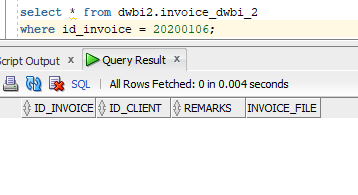 select * from dwbi2.invoice_dwbi_2
where id_invoice = 20200106;
Script Output x Query Result x
SQL All Rows Fetched: 0 in 0.004 seconds
ID_INVOICE ID_CLIENT REMARKS INVOICE_FILE